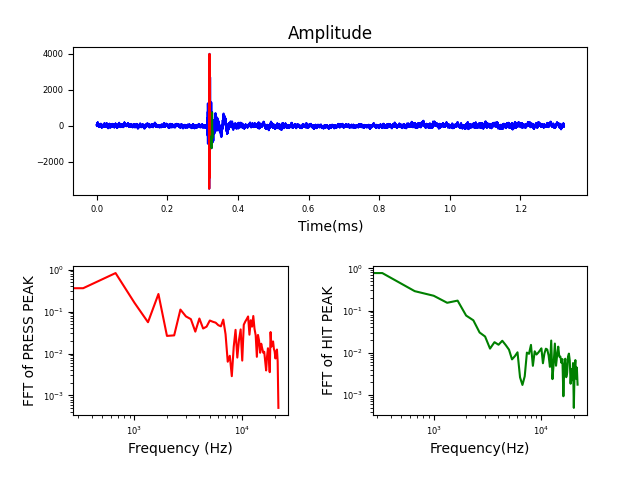 Amplitude
4000
2000
0
−2000
0.0 0.2 0.4 0.6 0.8 1.0 1.2
Time(ms)
FFT of PRESS PEAK
10⁰
10⁻¹
10⁻²
10⁻³
10³ 10⁴
Frequency (Hz)
FFT of HIT PEAK
10⁰
10⁻¹
10⁻²
10⁻³
10³ 10⁴
Frequency(Hz)